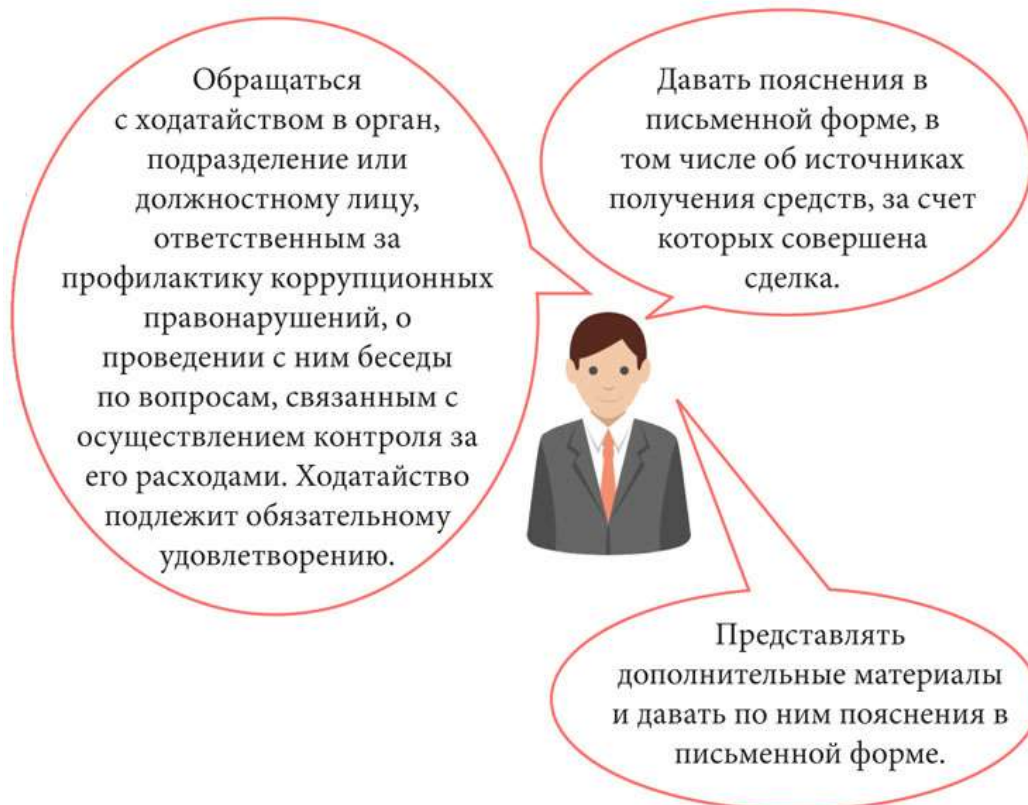 Обращаться
с ходатайством в орган,
подразделение или
должностному лицу,
ответственным за
профилактику коррупционных
правонарушений, о
проведении с ним беседы
по вопросам, связанным с
осуществлением контроля за
его расходами. Ходатайство
подлежит обязательному
удовлетворению.
Давать пояснения в
письменной форме, в
том числе об источниках
получения средств, за счет
которых совершена
сделка.
Представлять
дополнительные материалы
и давать по ним пояснения в
письменной форме.